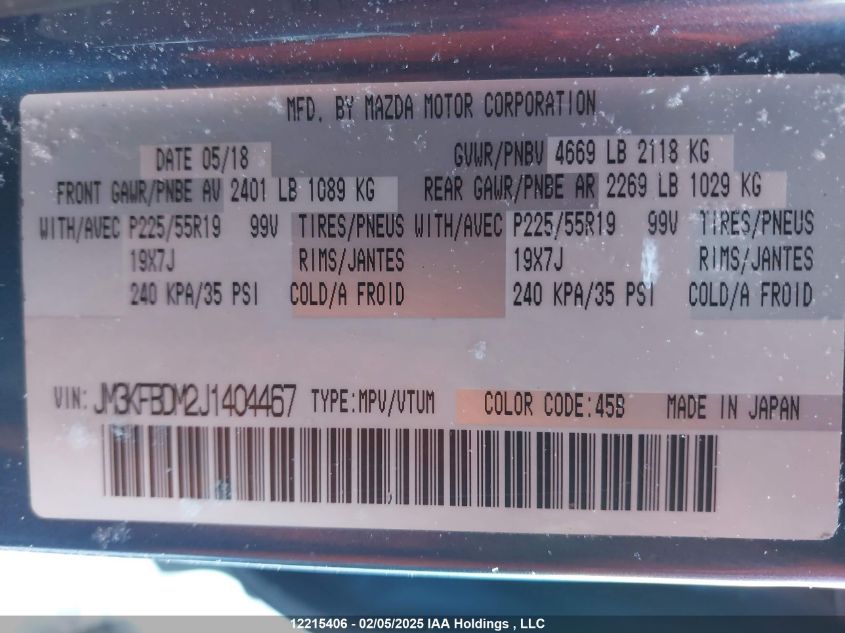 MFD. BY MAZDA MOTOR CORPORATION
DATE 05/18 GVWR/PNBV 4669 LB 2118 KG
FRONT GAWR/PNBE AV 2401 LB 1089 KG REAR GAWR/PNBE AR 2269 LB 1029 KG
WITH/AVEC P225/55R19 99V TIRES/PNEUS WITH/AVEC P225/55R19 99V TIRES/PNEUS
19X7J RIMS/JANTES 19X7J RIMS/JANTES
240 KPA/35 PSI COLD/A FROID 240 KPA/35 PSI COLD/A FROID
VIN: JM3KFBDM2J1404467 TYPE:MPV/VTUM COLOR CODE:45B MADE IN JAPAN
12215406 - 02/05/2025 IAA Holdings , LLC